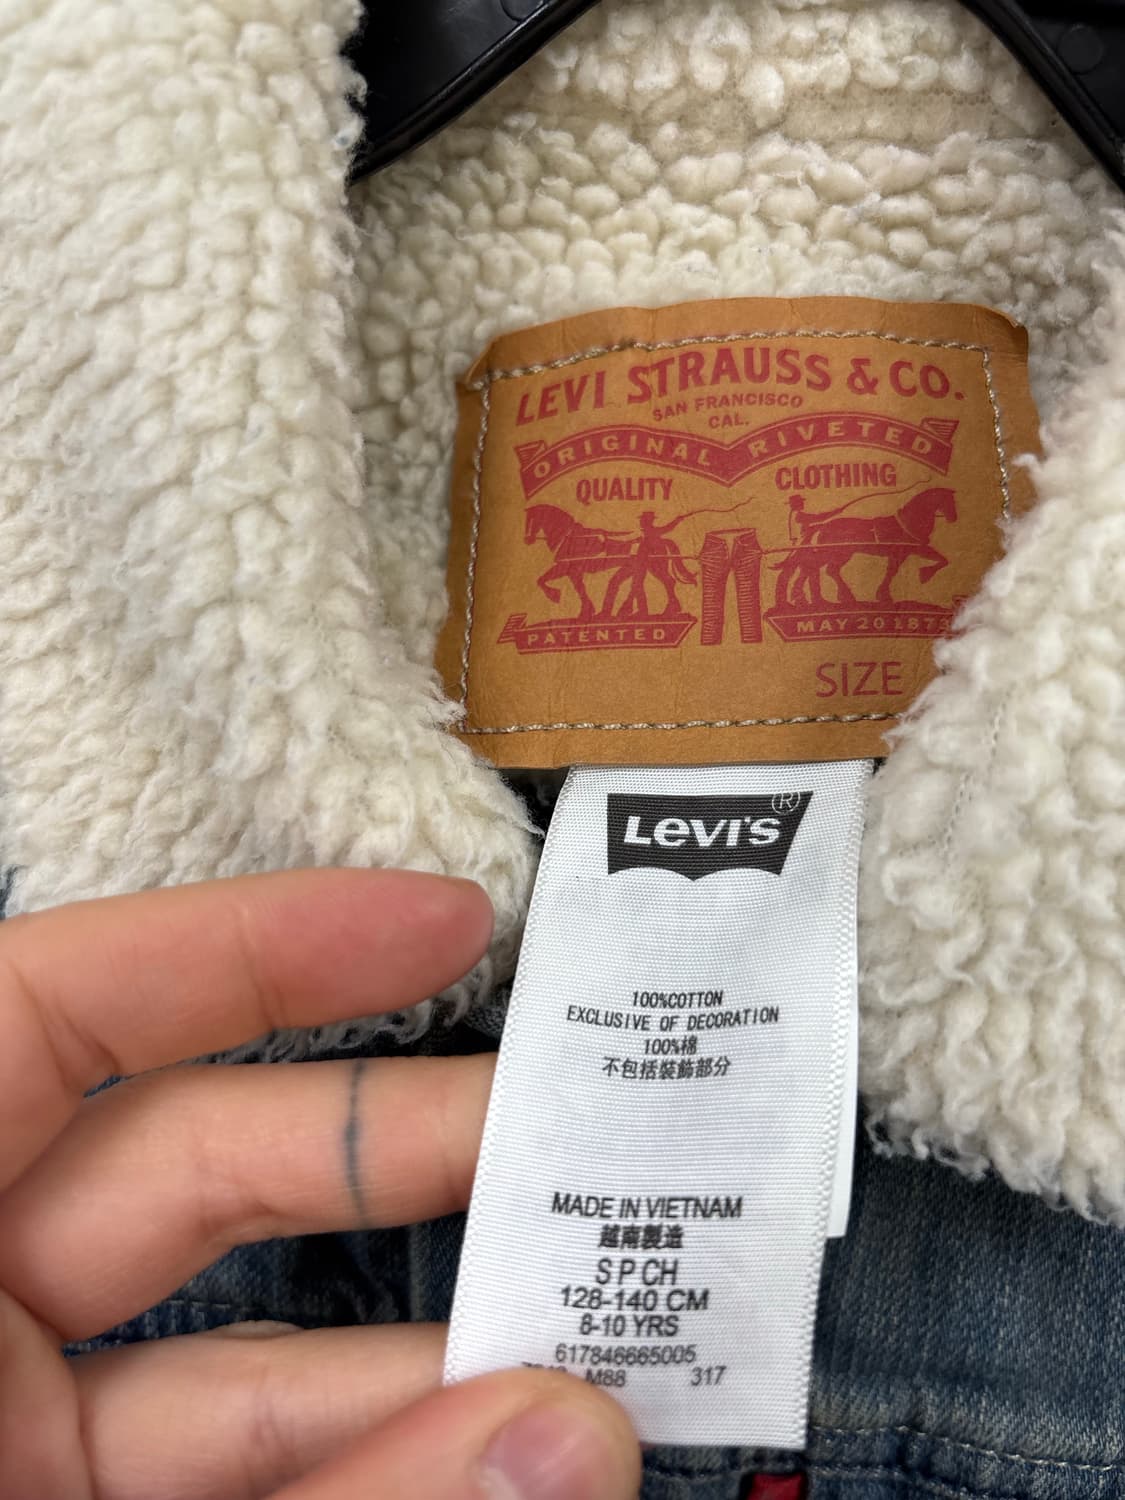 LEVI STRAUSS & CO.
SAN FRANCISCO
CAL.
ORIGINAL RIVETED
QUALITY CLOTHING
PATENTED MAY 20 1873
SIZE
LEVI'S®
100%COTTON
EXCLUSIVE OF DECORATION
100%棉
不包括裝飾部分
MADE IN VIETNAM
越南製造
S P CH
128-140 CM
8-10 YRS
617846665005
M88 317